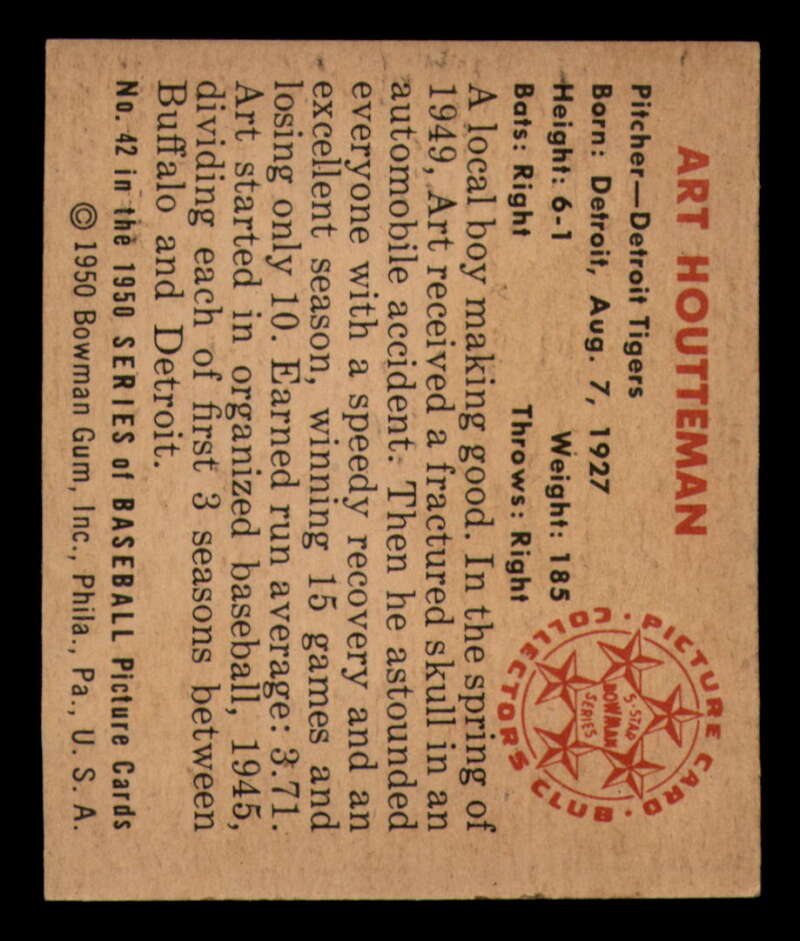 ART HOUTTEMAN
Pitcher—Detroit Tigers
Born: Detroit, Aug. 7, 1927
Height: 6-1 Weight: 185
Bats: Right Throws: Right
A local boy making good. In the spring of
1949, Art received a fractured skull in an
automobile accident. Then he astounded
everyone with a speedy recovery and an
excellent season, winning 15 games and
losing only 10. Earned run average: 3.71.
Art started in organized baseball, 1945,
dividing each of first 3 seasons between
Buffalo and Detroit.
No. 42 in the 1950 SERIES of BASEBALL Picture Cards
© 1950 Bowman Gum, Inc., Phila., Pa., U. S. A.
PICTURE CARD COLLECTORS CLUB
5-STAR
BOWMAN
SERIES